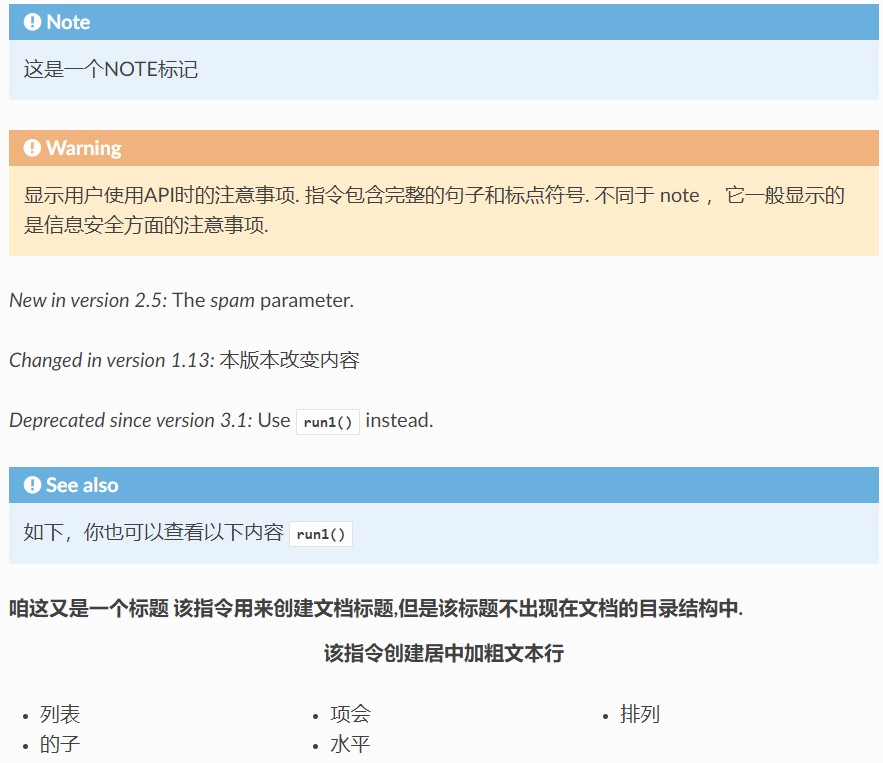 Note
这是一个NOTE标记
Warning
显示用户使用API时的注意事项. 指令包含完整的句子和标点符号. 不同于 note ，它一般显示的
是信息安全方面的注意事项.
New in version 2.5: The spam parameter.
Changed in version 1.13: 本版本改变内容
Deprecated since version 3.1: Use run1() instead.
See also
如下，你也可以查看以下内容 run1()
咱这又是一个标题 该指令用来创建文档标题,但是该标题不出现在文档的目录结构中.
该指令创建居中加粗文本行
• 列表 • 项会 • 排列
• 的子 • 水平